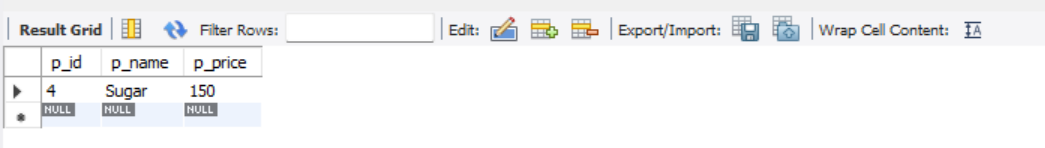 Result Grid Filter Rows: Edit: Export/Import: Wrap Cell Content: IA
p_id p_name p_price
4 Sugar 150
NULL NULL NULL